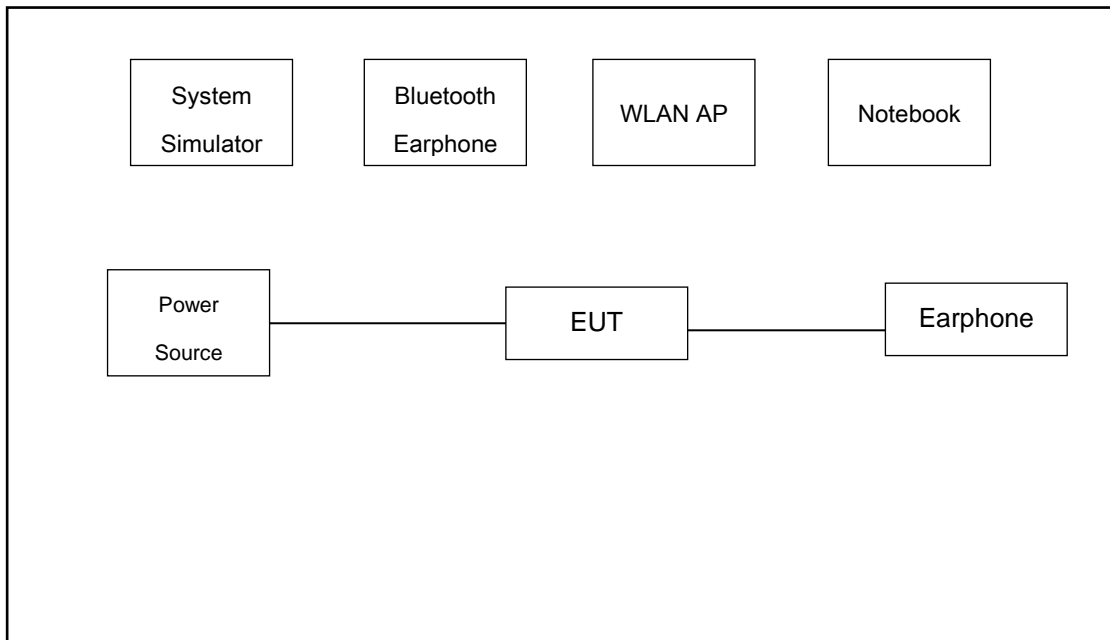 System
Simulator
Bluetooth
Earphone
WLAN AP
Notebook
Power
Source
EUT
Earphone